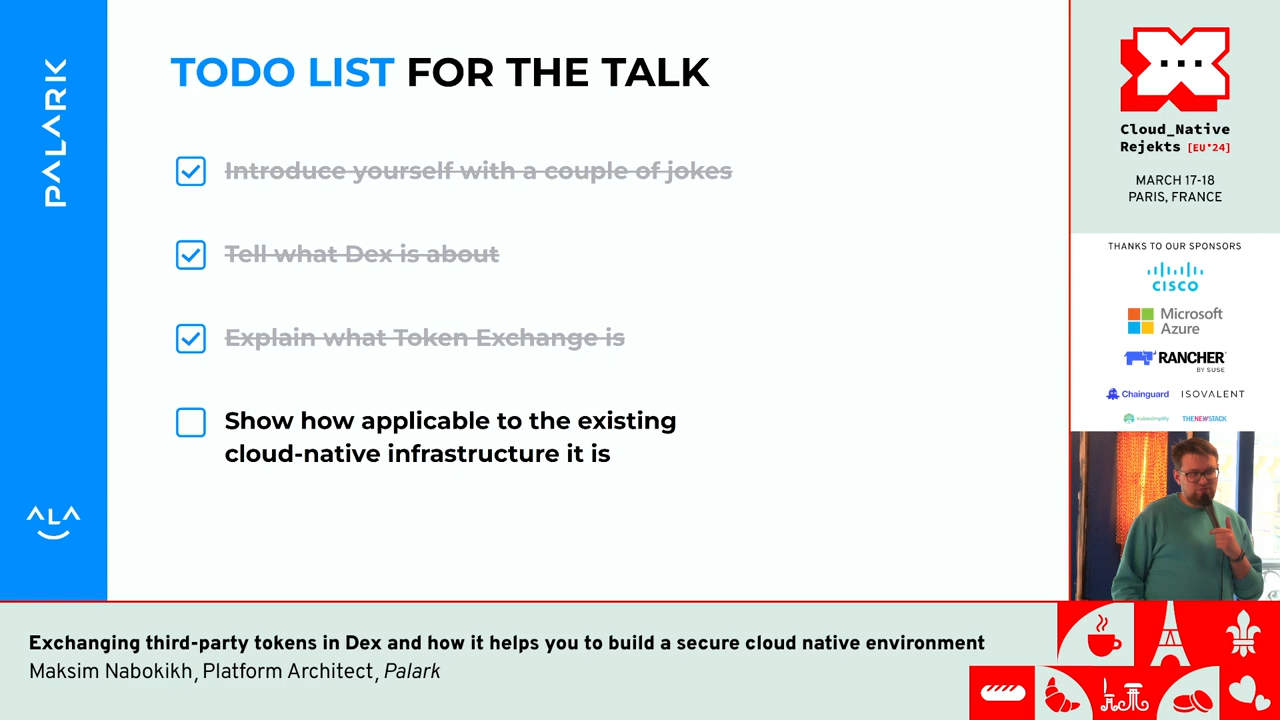 PALARK
TODO LIST FOR THE TALK
Introduce yourself with a couple of jokes
Tell what Dex is about
Explain what Token Exchange is
Show how applicable to the existing
cloud-native infrastructure it is
ALA
Cloud_Native
Rejekts [EU'24]
MARCH 17-18
PARIS, FRANCE
THANKS TO OUR SPONSORS
CISCO
Microsoft
Azure
RANCHER
BY SUSE
Chainguard ISOVALENT
kubesimplify THENEWSTACK
Exchanging third-party tokens in Dex and how it helps you to build a secure cloud native environment
Maksim Nabokikh, Platform Architect, Palark